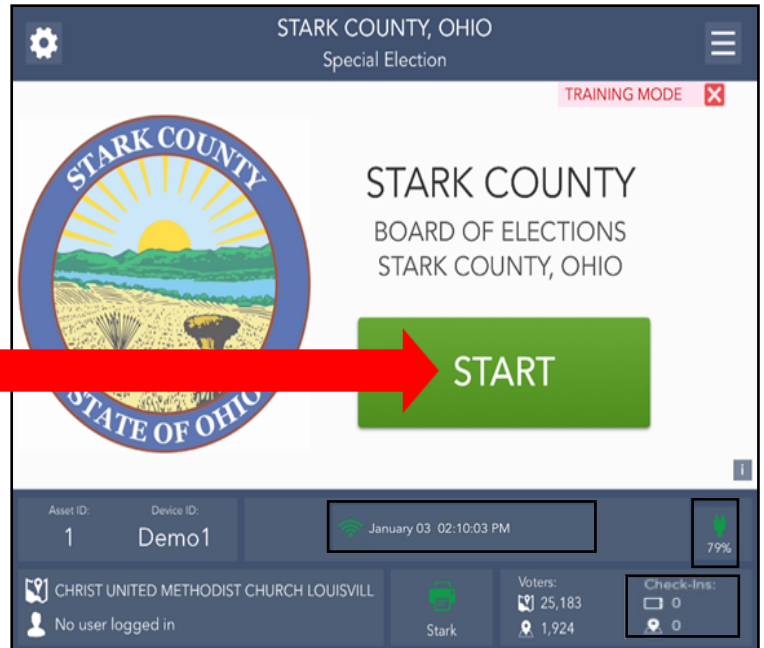 STARK COUNTY, OHIO
Special Election
TRAINING MODE
STARK COUNTY
STATE OF OHIO
STARK COUNTY
BOARD OF ELECTIONS
STARK COUNTY, OHIO
START
i
Asset ID:
1
Device ID:
Demo1
January 03 02:10:03 PM
79%
CHRIST UNITED METHODIST CHURCH LOUISVILL
No user logged in
Stark
Voters:
25,183
1,924
Check-Ins:
0
0